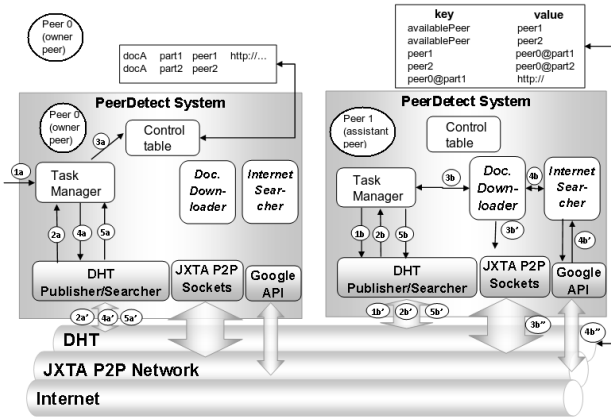 Peer 0
(owner
peer)
docA part1 peer1 http://...
docA part2 peer2
key value
availablePeer peer1
availablePeer peer2
peer1 peer0@part1
peer2 peer0@part2
peer0@part1 http://
PeerDetect System
Peer 0
(owner
peer)
3a
Control
table
1a
Task
Manager
Doc.
Down-
loader
Internet
Sear-
cher
2a
4a
5a
DHT
Publisher/Searcher
JXTA P2P
Sockets
Google
API
2a'
4a'
5a'
PeerDetect System
Peer 1
(assistant
peer)
Control
table
Task
Manager
3b
Doc.
Down-
loader
4b
Internet
Sear-
cher
1b
2b
5b
3b'
4b'
DHT
Publisher/Searcher
JXTA P2P
Sockets
Google
API
1b'
2b'
5b'
3b"
4b"
DHT
JXTA P2P Network
Internet